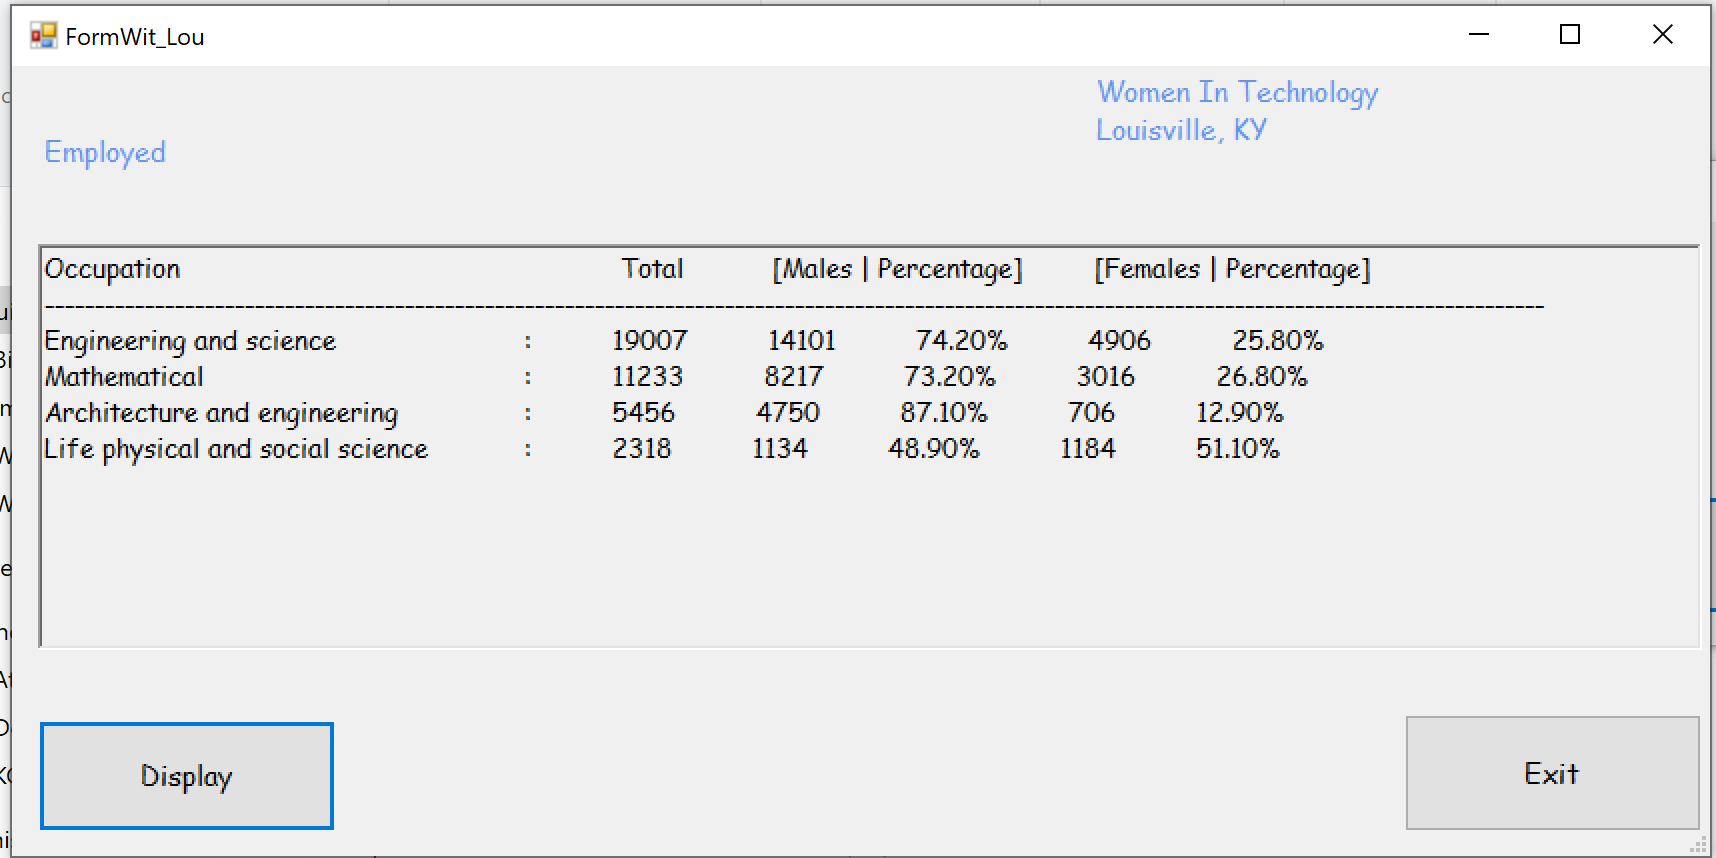 FormWit_Lou
Women In Technology
Louisville, KY
Employed
Occupation Total [Males | Percentage] [Females | Percentage]
Engineering and science : 19007 14101 74.20% 4906 25.80%
Mathematical : 11233 8217 73.20% 3016 26.80%
Architecture and engineering : 5456 4750 87.10% 706 12.90%
Life physical and social science : 2318 1134 48.90% 1184 51.10%
Display Exit